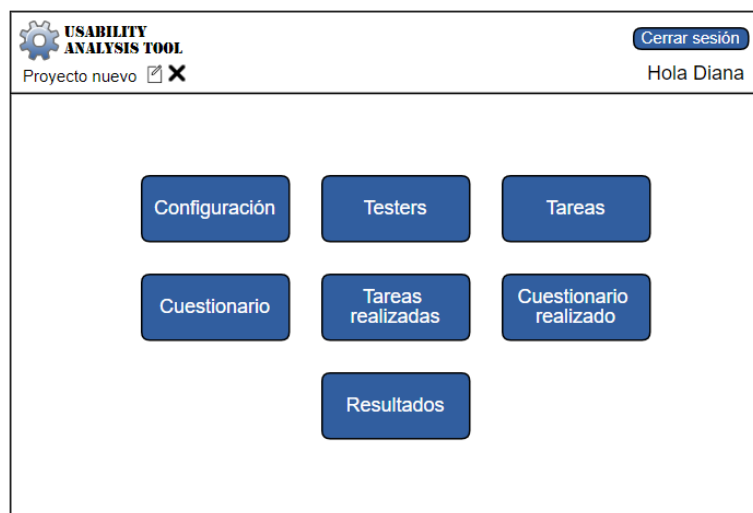 USABILITY
ANALYSIS TOOL
Cerrar sesión
Proyecto nuevo
Hola Diana
Configuración
Testers
Tareas
Cuestionario
Tareas
realizadas
Cuestionario
realizado
Resultados